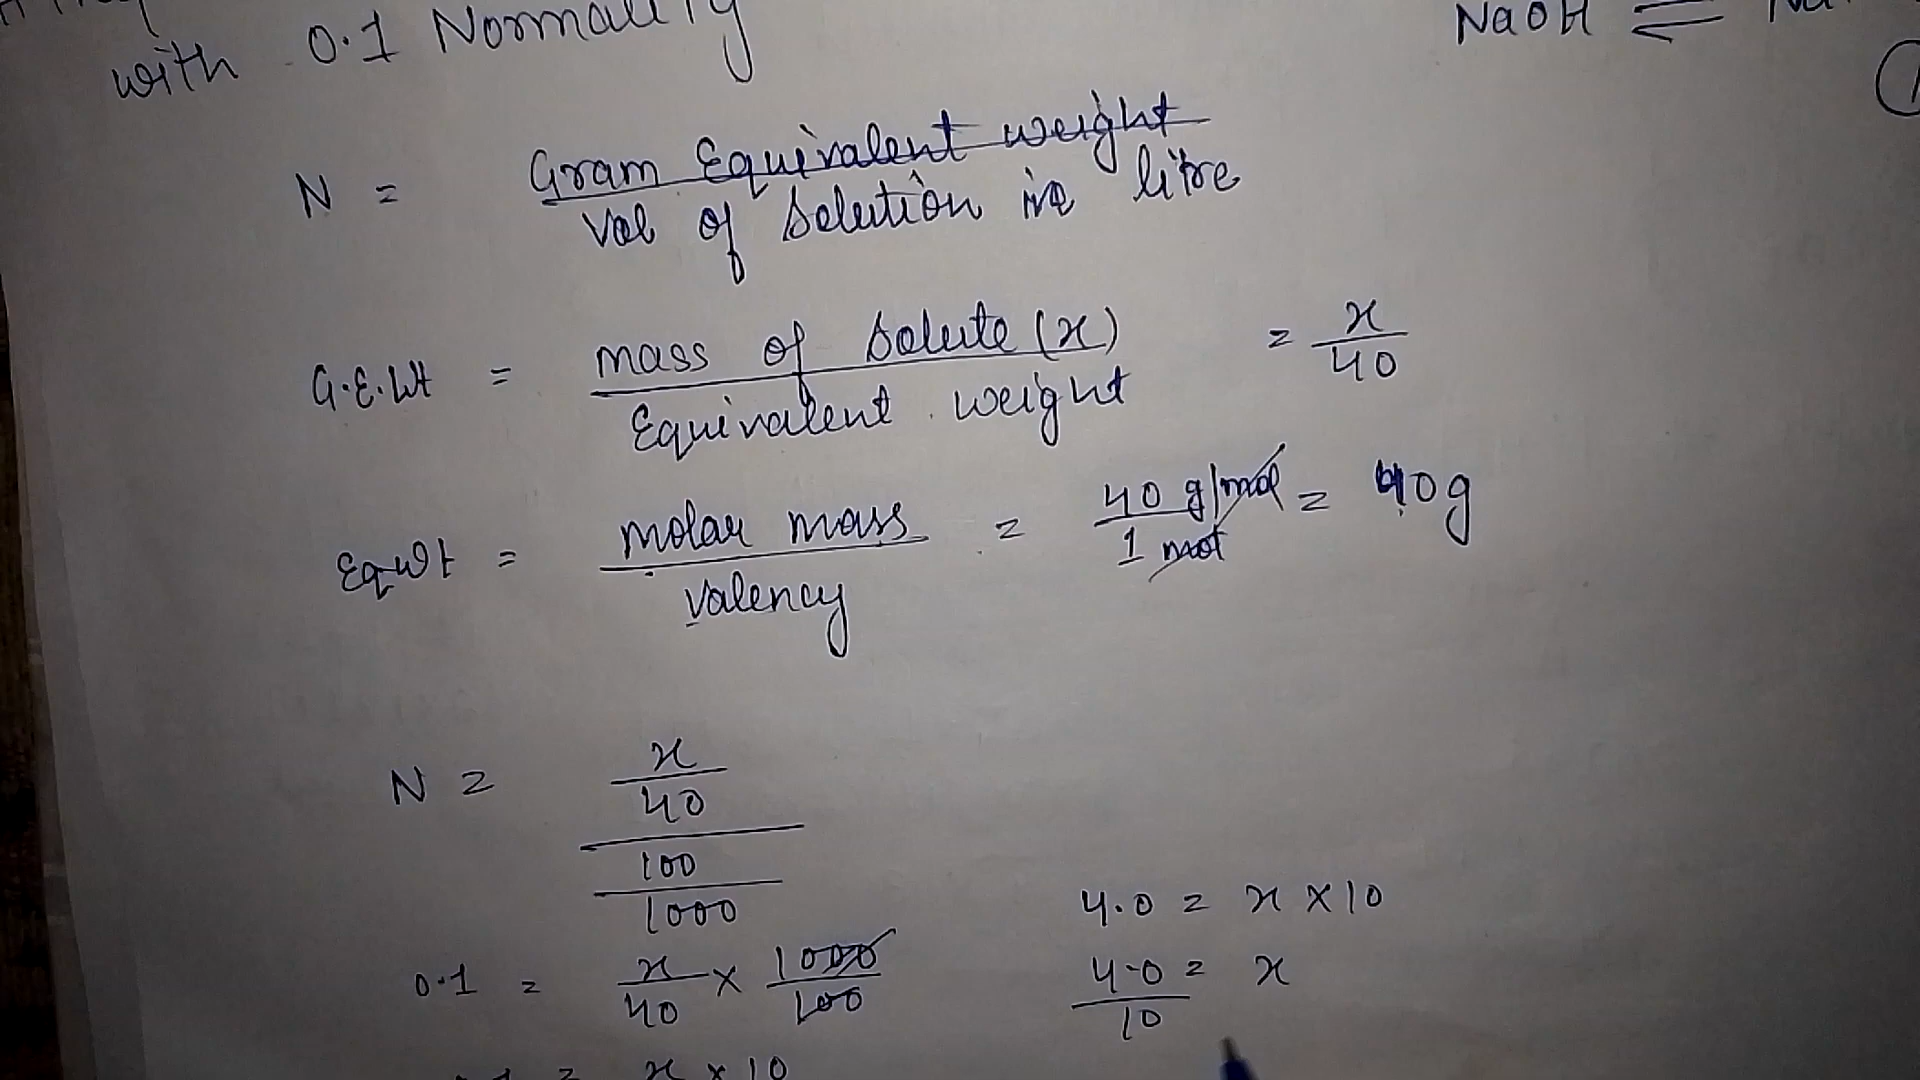 with 0.1 Normality
NaOH ⇌
N = Gram Equivalent weight
Vol of solution in litre
G.E.Wt = mass of solute (x) = x
Equivalent weight 40
Eq wt = molar mass = 40 g/mol = 40g
valency 1 mol
N = x
40
100
1000
4.0 = x × 10
0.1 = x × 1000
40 100
4.0 = x
10
= x × 10